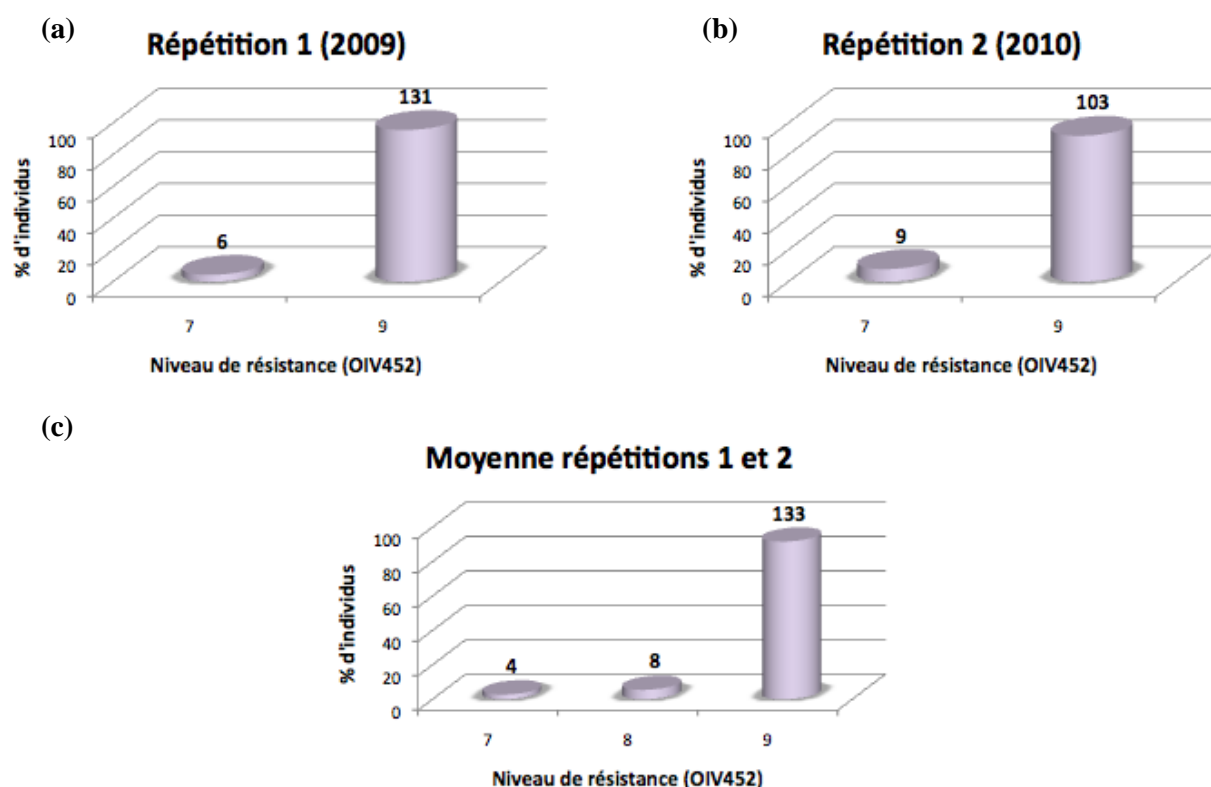 (a)
Répétition 1 (2009)
% d'individus
100
80
60
40
20
0
6
131
7
9
Niveau de résistance (OIV452)
(b)
Répétition 2 (2010)
% d'individus
100
80
60
40
20
0
9
103
7
9
Niveau de résistance (OIV452)
(c)
Moyenne répétitions 1 et 2
% d'individus
100
80
60
40
20
0
4
8
133
7
8
9
Niveau de résistance (OIV452)